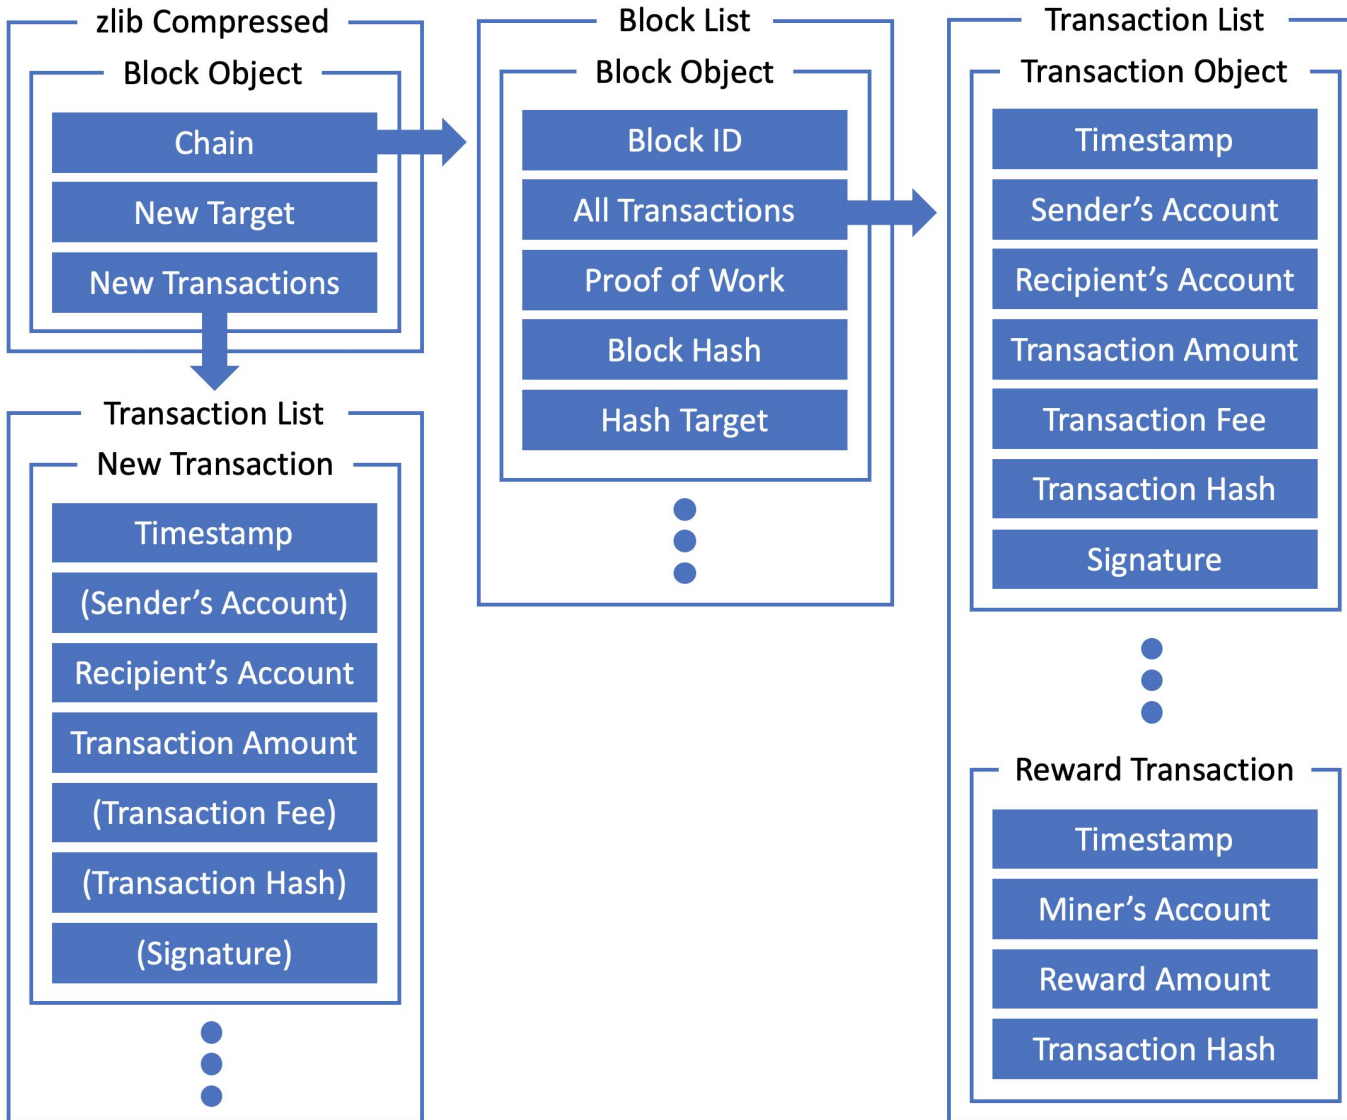 zlib Compressed
Block Object
Chain
New Target
New Transactions
Transaction List
New Transaction
Timestamp
(Sender’s Account)
Recipient’s Account
Transaction Amount
(Transaction Fee)
(Transaction Hash)
(Signature)
Block List
Block Object
Block ID
All Transactions
Proof of Work
Block Hash
Hash Target
Transaction List
Transaction Object
Timestamp
Sender’s Account
Recipient’s Account
Transaction Amount
Transaction Fee
Transaction Hash
Signature
Reward Transaction
Timestamp
Miner’s Account
Reward Amount
Transaction Hash